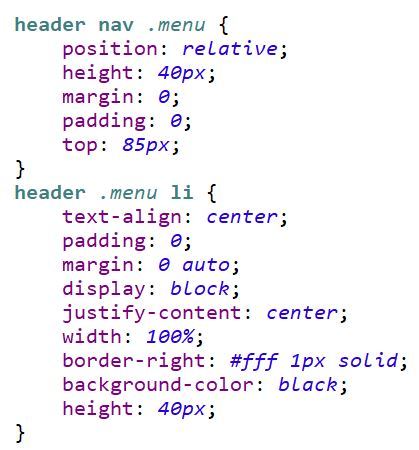 header nav .menu {
    position: relative;
    height: 40px;
    margin: 0;
    padding: 0;
    top: 85px;
}
header .menu li {
    text-align: center;
    padding: 0;
    margin: 0 auto;
    display: block;
    justify-content: center;
    width: 100%;
    border-right: #fff 1px solid;
    background-color: black;
    height: 40px;
}